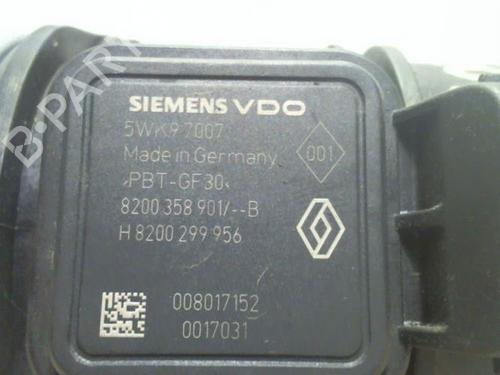 SIEMENS VDO
5WK9 7007
Made in Germany
001
›PBT-GF30‹
8200 358 901/--B
H 8200 299 956
008017152
0017031
B-PART